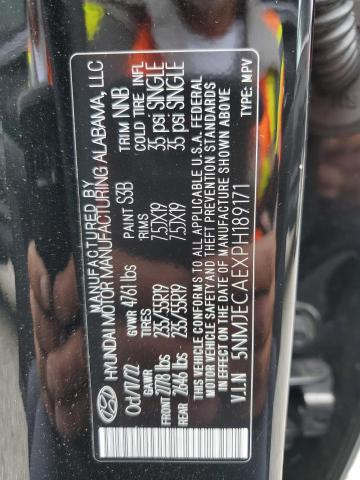 MANUFACTURED BY
HYUNDAI MOTOR MANUFACTURING ALABAMA, LLC
Oct/17/22 GVWR 4761 lbs PAINT S3B TRIM NNB
GAWR TIRES RIMS COLD TIRE INFL
FRONT 2778 lbs 235/55R19 7.5JX19 35 psi SINGLE
REAR 2646 lbs 235/55R19 7.5JX19 35 psi SINGLE
THIS VEHICLE CONFORMS TO ALL APPLICABLE U.S.A. FEDERAL
MOTOR VEHICLE SAFETY AND THEFT PREVENTION STANDARDS
IN EFFECT ON THE DATE OF MANUFACTURE SHOWN ABOVE
V.I.N 5NMJECAEXPH189171 TYPE: MPV